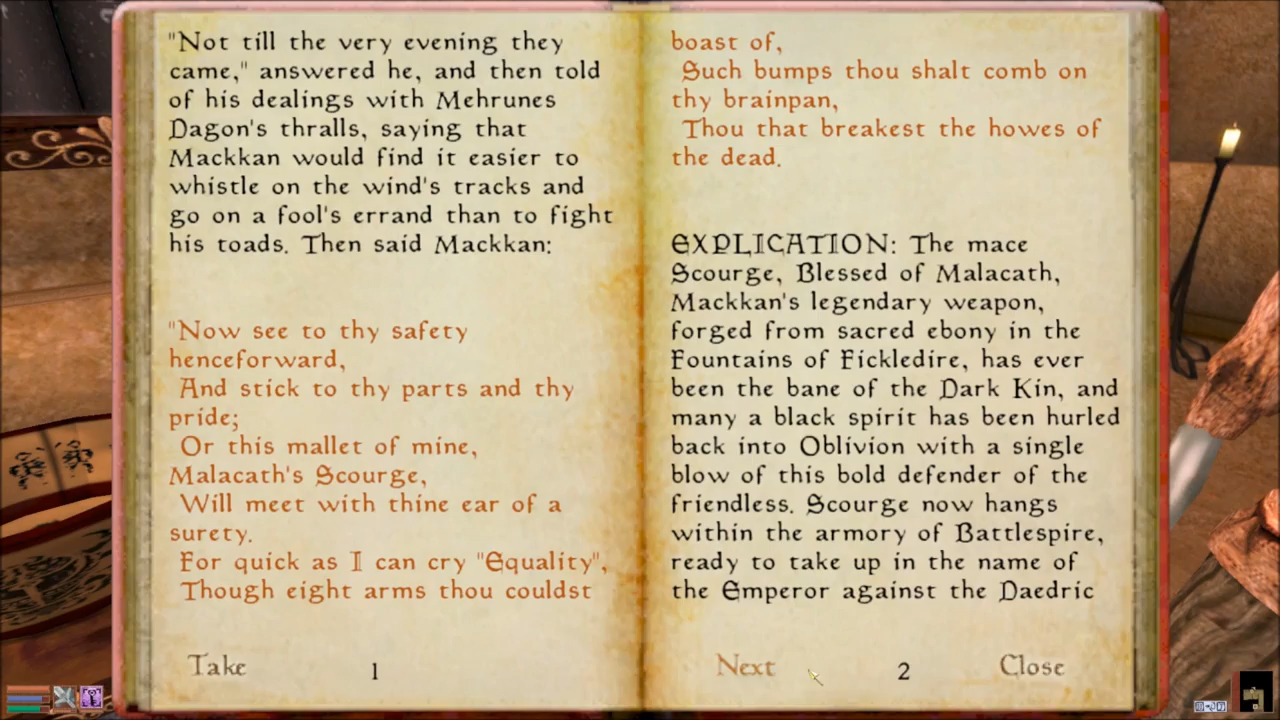 "Not till the very evening they
came," answered he, and then told
of his dealings with Mehrunes
Dagon's thralls, saying that
Mackkan would find it easier to
whistle on the wind's tracks and
go on a fool's errand than to fight
his toads. Then said Mackkan:
"Now see to thy safety
henceforward,
And stick to thy parts and thy
pride;
Or this mallet of mine,
Malacath's Scourge,
Will meet with thine ear of a
surety.
For quick as I can cry "Equality",
Though eight arms thou couldst
Take
1
boast of,
Such bumps thou shalt comb on
thy brainpan,
Thou that breakest the howes of
the dead.
EXPLICATION: The mace
Scourge, Blessed of Malacath,
Mackkan's legendary weapon,
forged from sacred ebony in the
Fountains of Fickledire, has ever
been the bane of the Dark Kin, and
many a black spirit has been hurled
back into Oblivion with a single
blow of this bold defender of the
friendless. Scourge now hangs
within the armory of Battlespire,
ready to take up in the name of
the Emperor against the Daedric
Next
2
Close